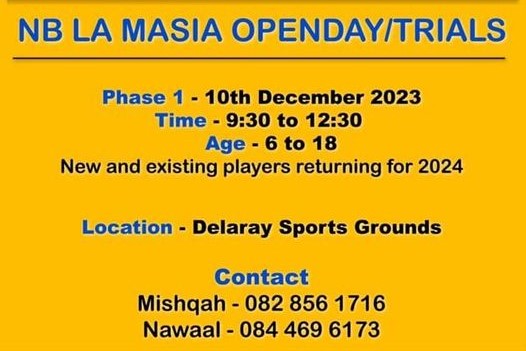 NB LA MASIA OPENDAY/TRIALS
Phase 1 - 10th December 2023
Time - 9:30 to 12:30
Age - 6 to 18
New and existing players returning for 2024
Location - Delaray Sports Grounds
Contact
Mishqah - 082 856 1716
Nawaal - 084 469 6173